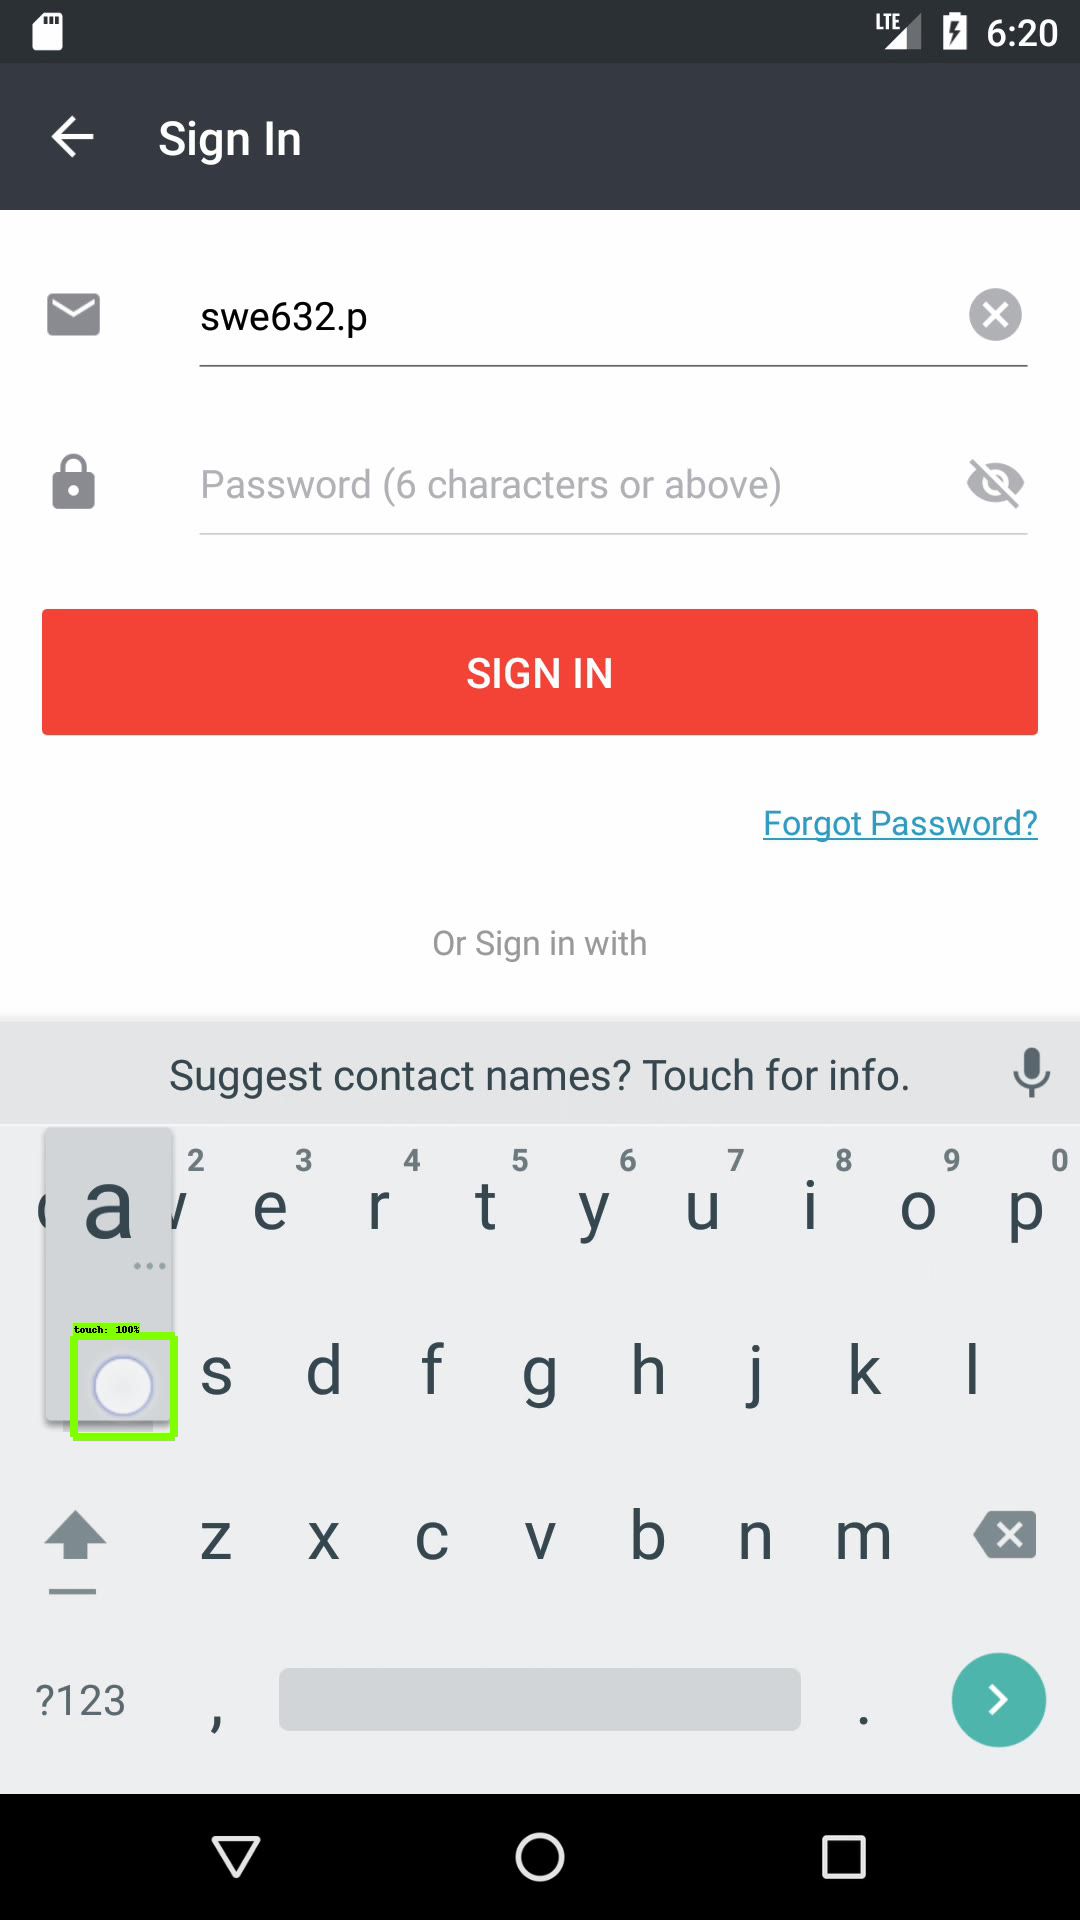 LTE 6:20
Sign In
swe632.p
Password (6 characters or above)
SIGN IN
Forgot Password?
Or Sign in with
Suggest contact names? Touch for info.
2 3 4 5 6 7 8 9 0
a e r t y u i o p
touch: 100%
s d f g h j k l
z x c v b n m
?123 , .